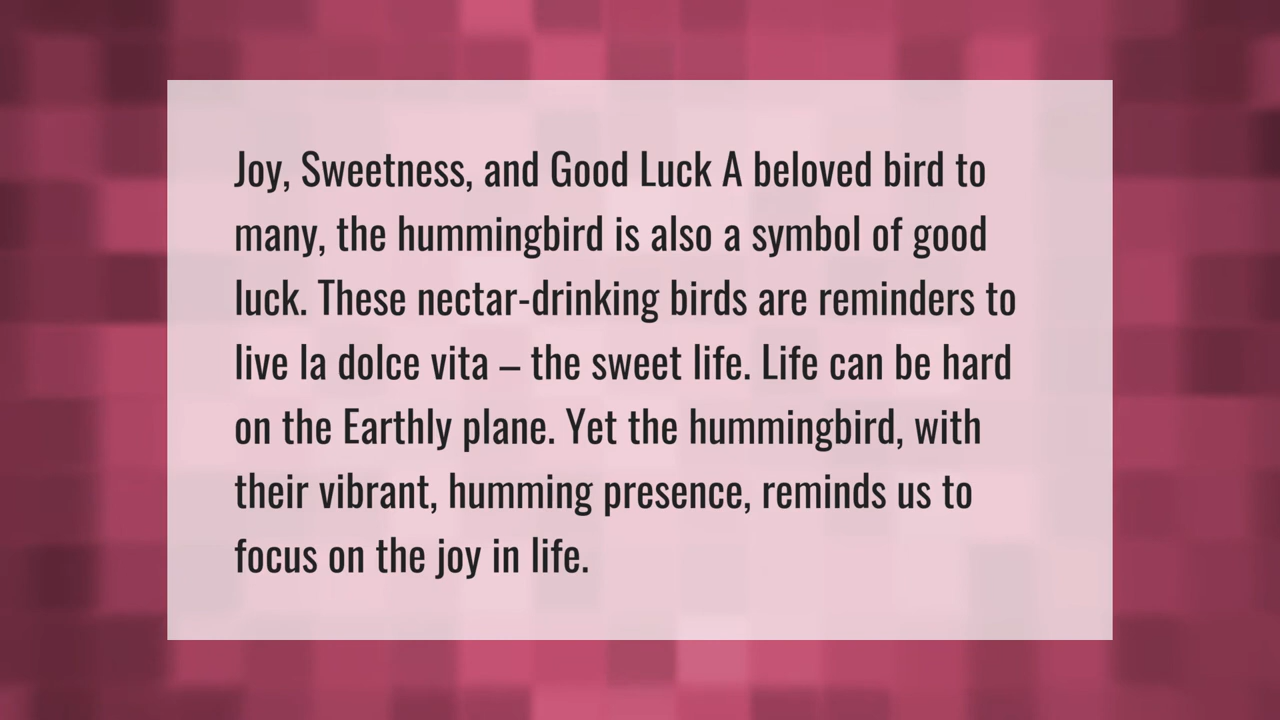 Joy, Sweetness, and Good Luck A beloved bird to
many, the hummingbird is also a symbol of good
luck. These nectar-drinking birds are reminders to
live la dolce vita – the sweet life. Life can be hard
on the Earthly plane. Yet the hummingbird, with
their vibrant, humming presence, reminds us to
focus on the joy in life.